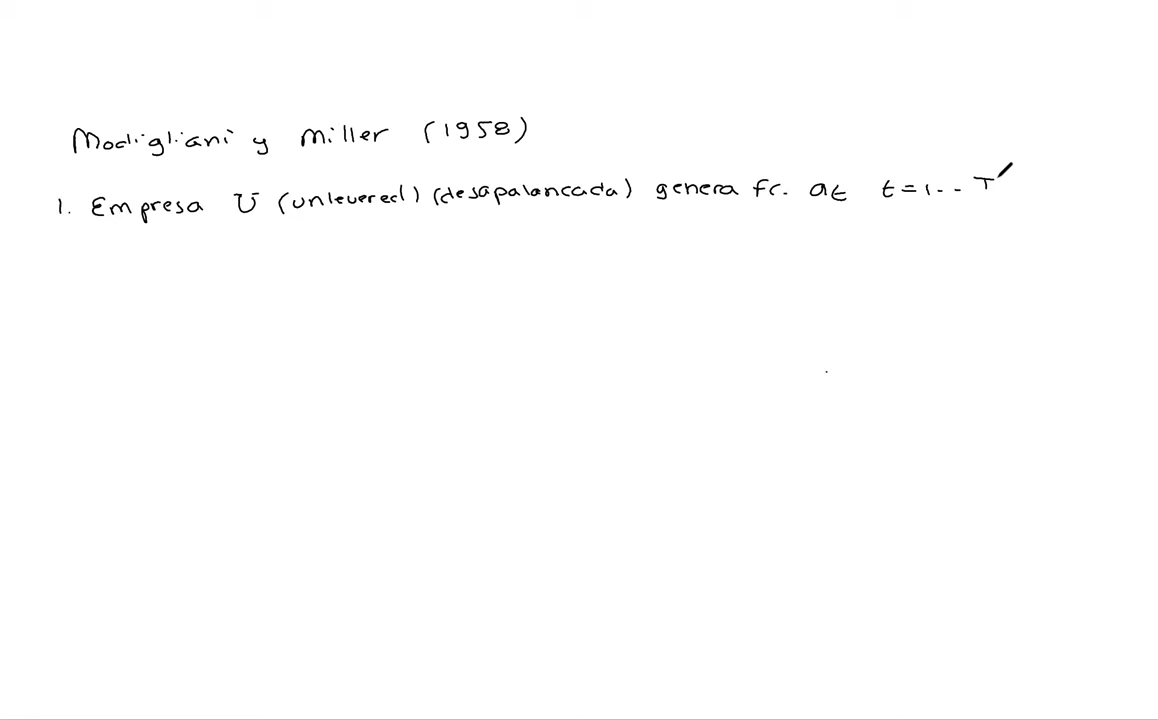 Modigliani y Miller (1958)
1. Empresa U (unlevered) (desapalancada) genera Fc. at t=1.. T